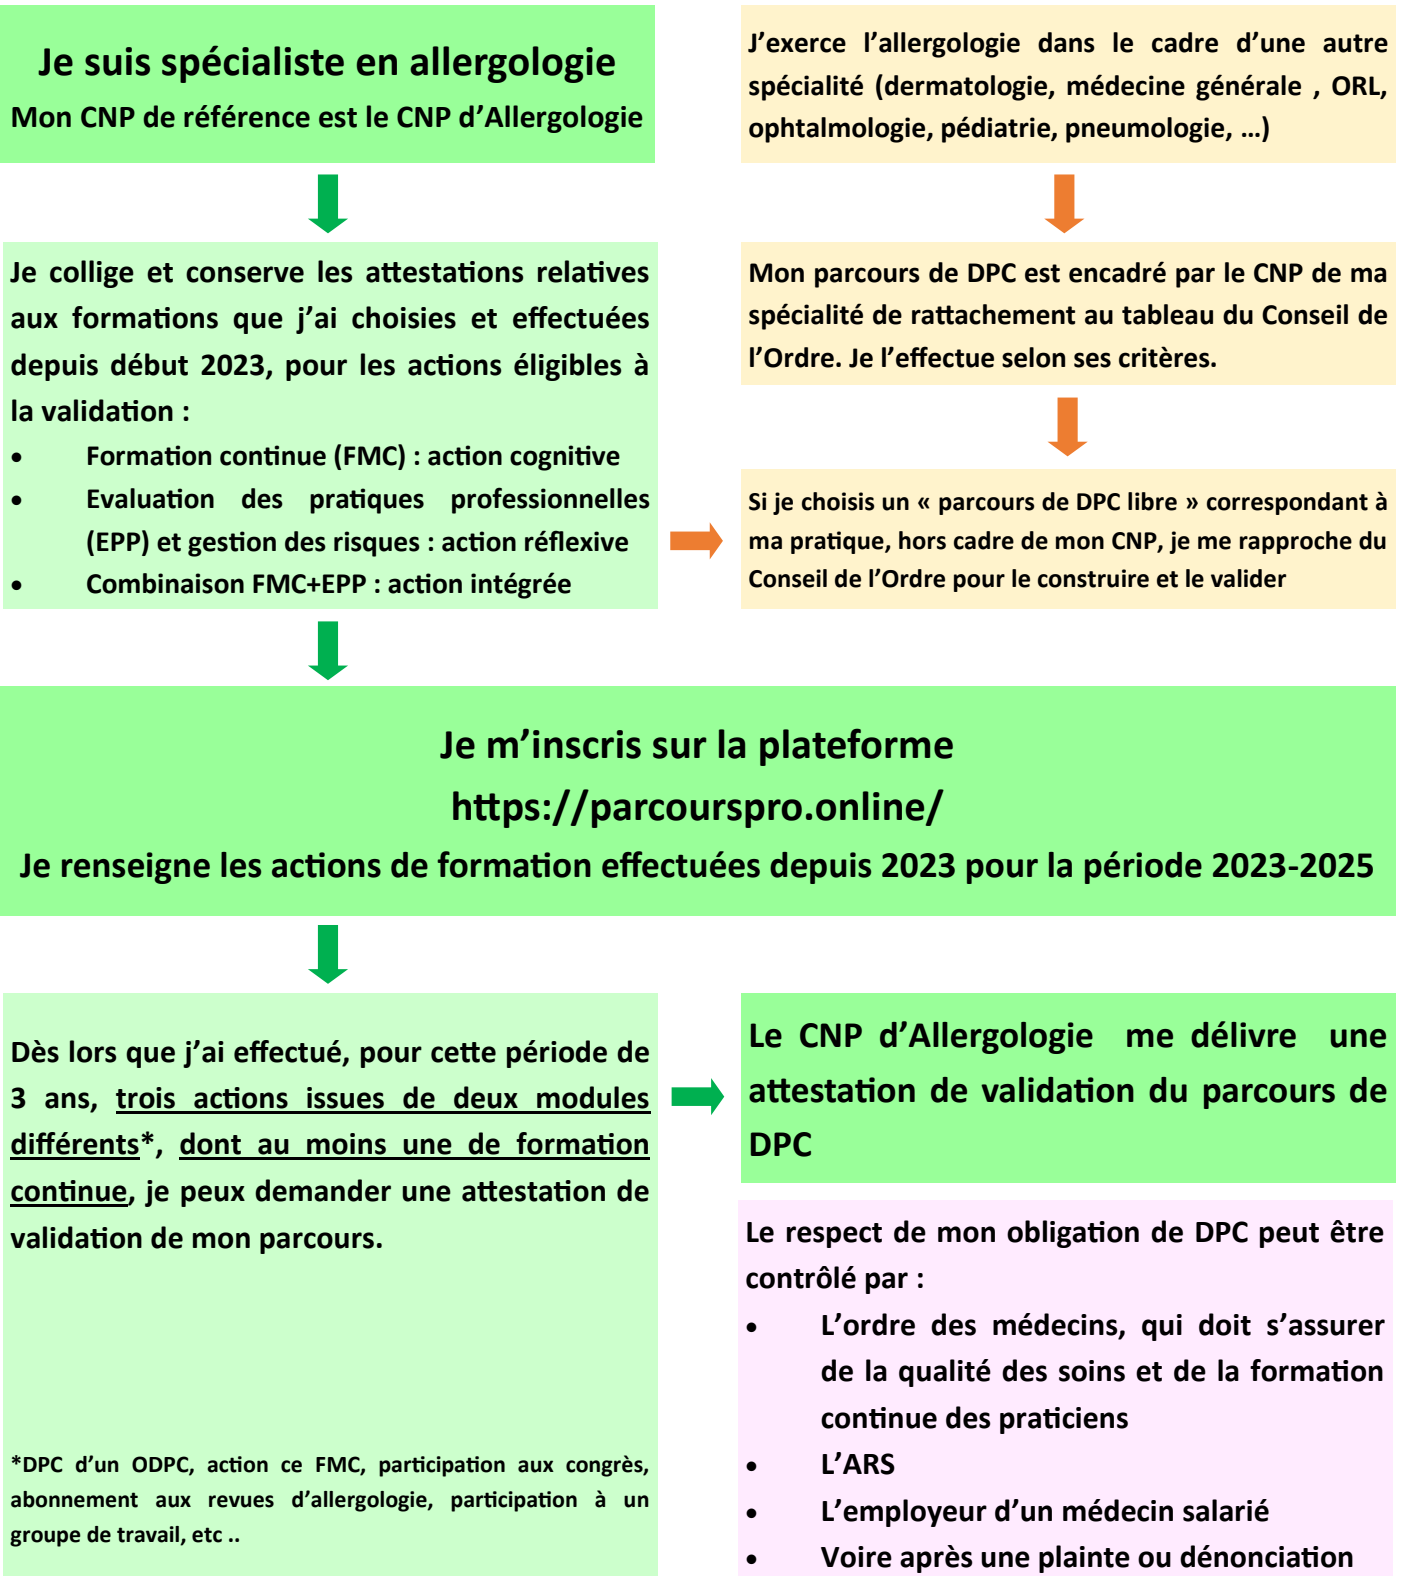 Je suis spécialiste en allergologie
Mon CNP de référence est le CNP d’Allergologie
J’exerce l’allergologie dans le cadre d’une autre
spécialité (dermatologie, médecine générale , ORL,
ophtalmologie, pédiatrie, pneumologie, …)
Je collige et conserve les attestations relatives
aux formations que j’ai choisies et effectuées
depuis début 2023, pour les actions éligibles à
la validation :
• Formation continue (FMC) : action cognitive
• Evaluation des pratiques professionnelles
(EPP) et gestion des risques : action réflexive
• Combinaison FMC+EPP : action intégrée
Mon parcours de DPC est encadré par le CNP de ma
spécialité de rattachement au tableau du Conseil de
l’Ordre. Je l’effectue selon ses critères.
Si je choisis un « parcours de DPC libre » correspondant à
ma pratique, hors cadre de mon CNP, je me rapproche du
Conseil de l’Ordre pour le construire et le valider
Je m’inscris sur la plateforme
https://parcourspro.online/
Je renseigne les actions de formation effectuées depuis 2023 pour la période 2023-2025
Dès lors que j’ai effectué, pour cette période de
3 ans, trois actions issues de deux modules
différents*, dont au moins une de formation
continue, je peux demander une attestation de
validation de mon parcours.
*DPC d’un ODPC, action ce FMC, participation aux congrès,
abonnement aux revues d’allergologie, participation à un
groupe de travail, etc ..
Le CNP d’Allergologie me délivre une
attestation de validation du parcours de
DPC
Le respect de mon obligation de DPC peut être
contrôlé par :
• L’ordre des médecins, qui doit s’assurer
de la qualité des soins et de la formation
continue des praticiens
• L’ARS
• L’employeur d’un médecin salarié
• Voire après une plainte ou dénonciation